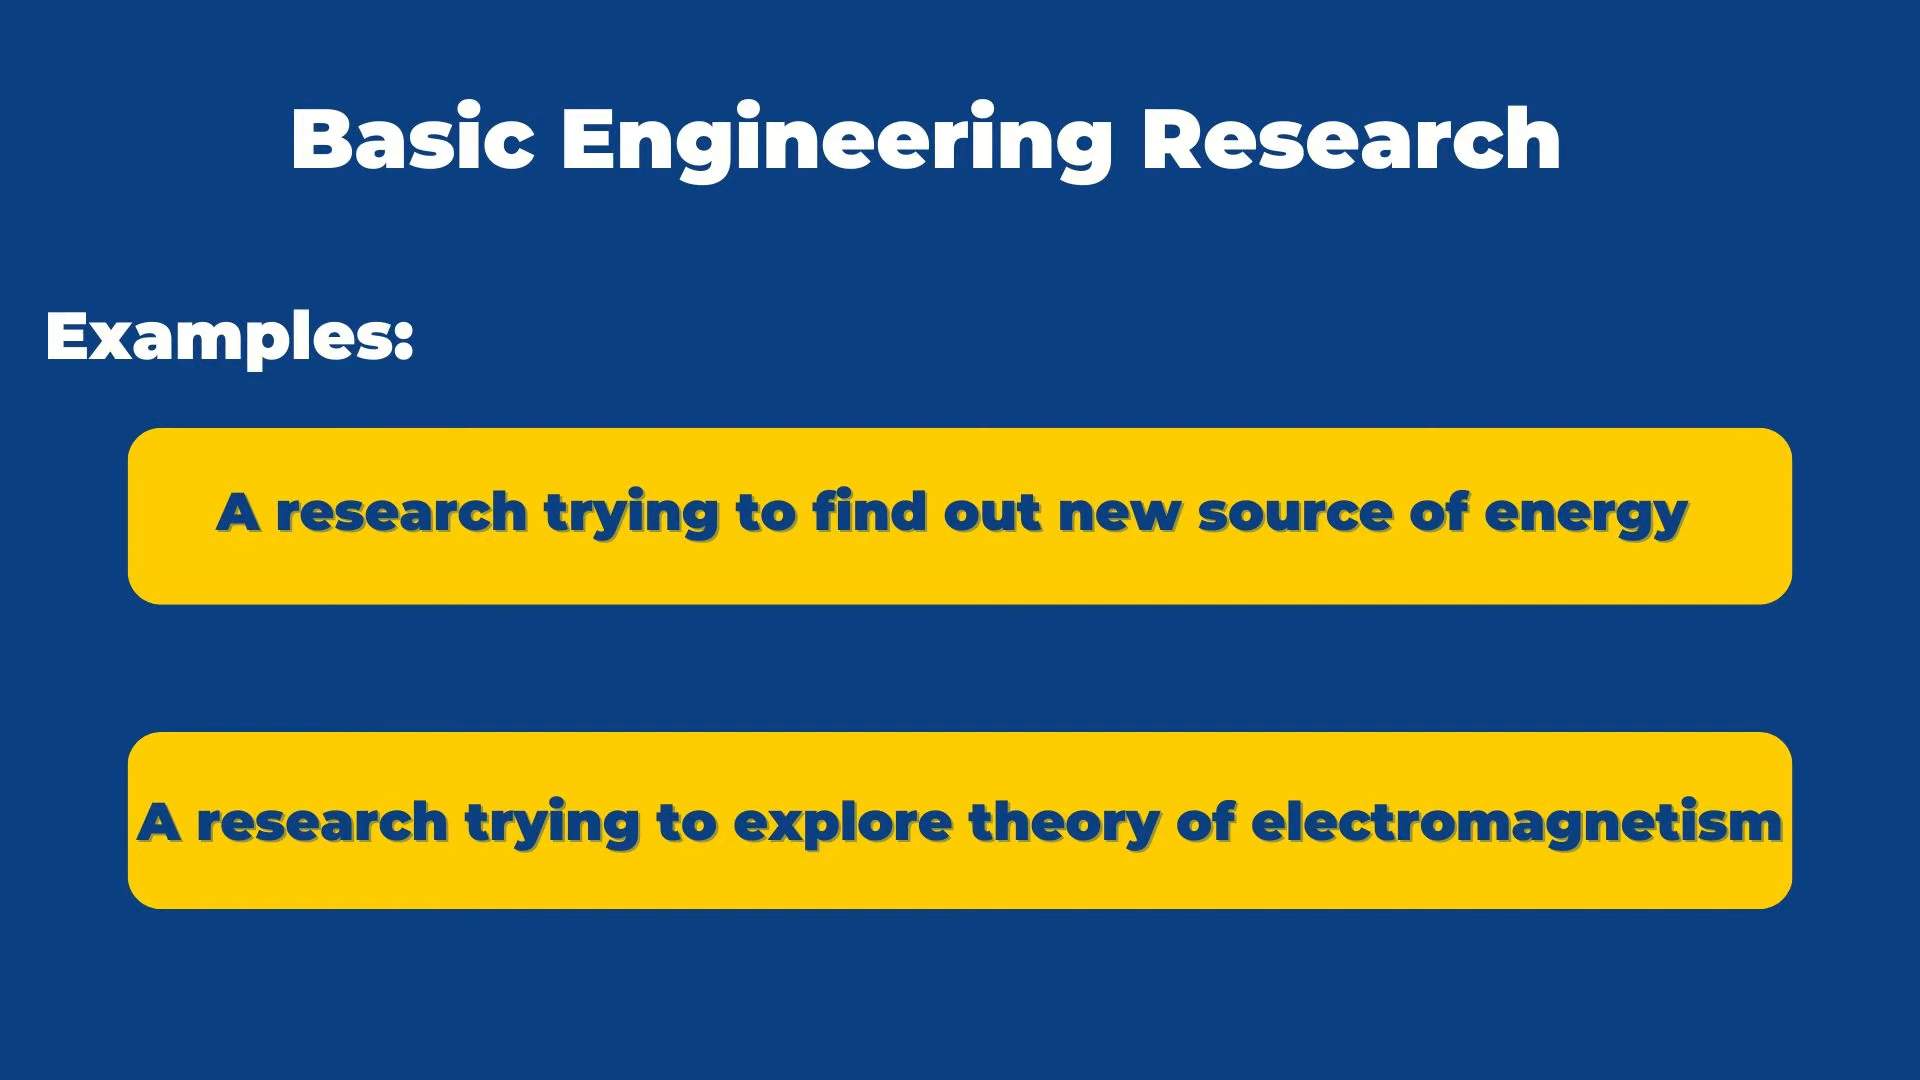 Basic Engineering Research
Examples:
A research trying to find out new source of energy
A research trying to explore theory of electromagnetism